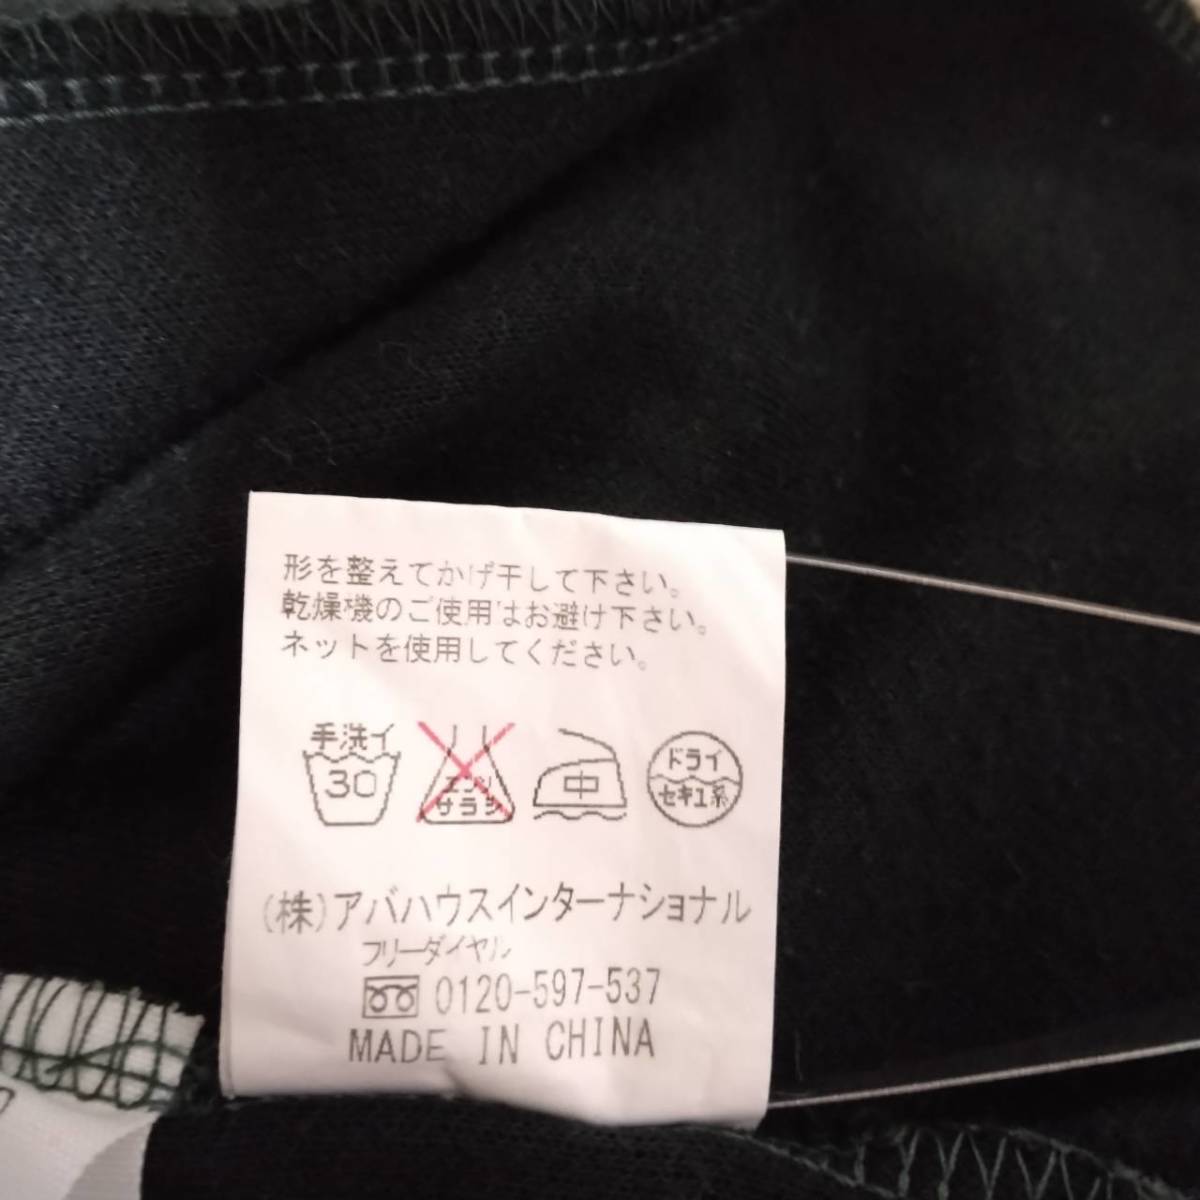 形を整えてかげ干して下さい。
乾燥機のご使用はお避け下さい。
ネットを使用してください。
手洗イ
30
エンソ
サラシ
中
ドライ
セキユ系
(株)アバハウスインターナショナル
フリーダイヤル
0120-597-537
MADE IN CHINA